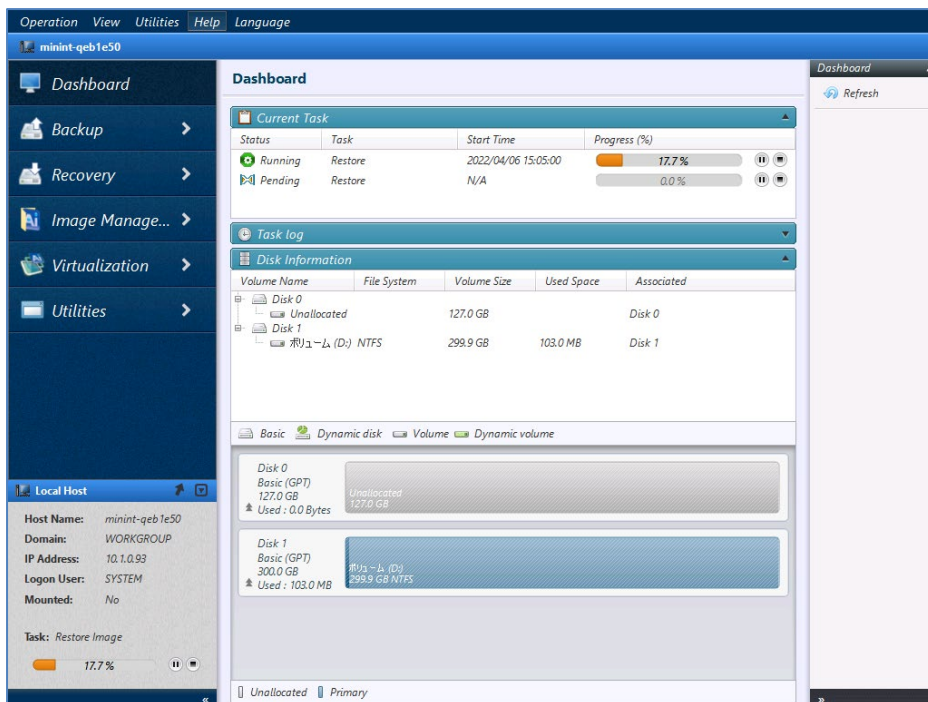 Operation View Utilities Help Language
minint-qeb1e50
Dashboard
Backup
Recovery
Image Manage...
Virtualization
Utilities
Dashboard
Current Task
Status Task Start Time Progress (%)
Running Restore 2022/04/06 15:05:00 17.7 %
Pending Restore N/A 0.0 %
Task log
Disk Information
Volume Name File System Volume Size Used Space Associated
Disk 0
Unallocated 127.0 GB Disk 0
Disk 1
ボリューム (D:) NTFS 299.9 GB 103.0 MB Disk 1
Basic Dynamic disk Volume Dynamic volume
Disk 0
Basic (GPT)
127.0 GB
Used : 0.0 Bytes
Unallocated
127.0 GB
Disk 1
Basic (GPT)
300.0 GB
Used : 103.0 MB
ボリューム (D:)
299.9 GB NTFS
Unallocated Primary
Local Host
Host Name: minint-qeb1e50
Domain: WORKGROUP
IP Address: 10.1.0.93
Logon User: SYSTEM
Mounted: No
Task: Restore Image
17.7 %
Dashboard
Refresh